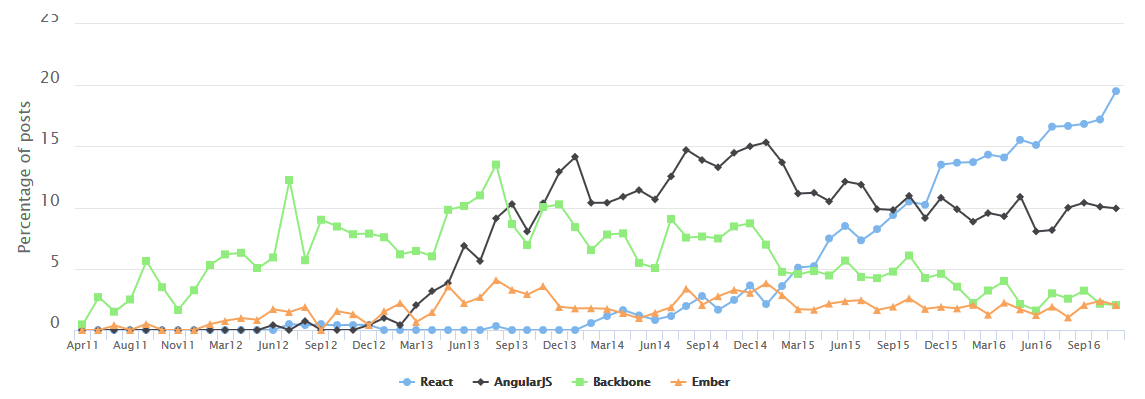 25
20
15
10
5
0
Percentage of posts
Apr11 Aug11 Nov11 Mar12 Jun12 Sep12 Dec12 Mar13 Jun13 Sep13 Dec13 Mar14 Jun14 Sep14 Dec14 Mar15 Jun15 Sep15 Dec15 Mar16 Jun16 Sep16
React AngularJS Backbone Ember